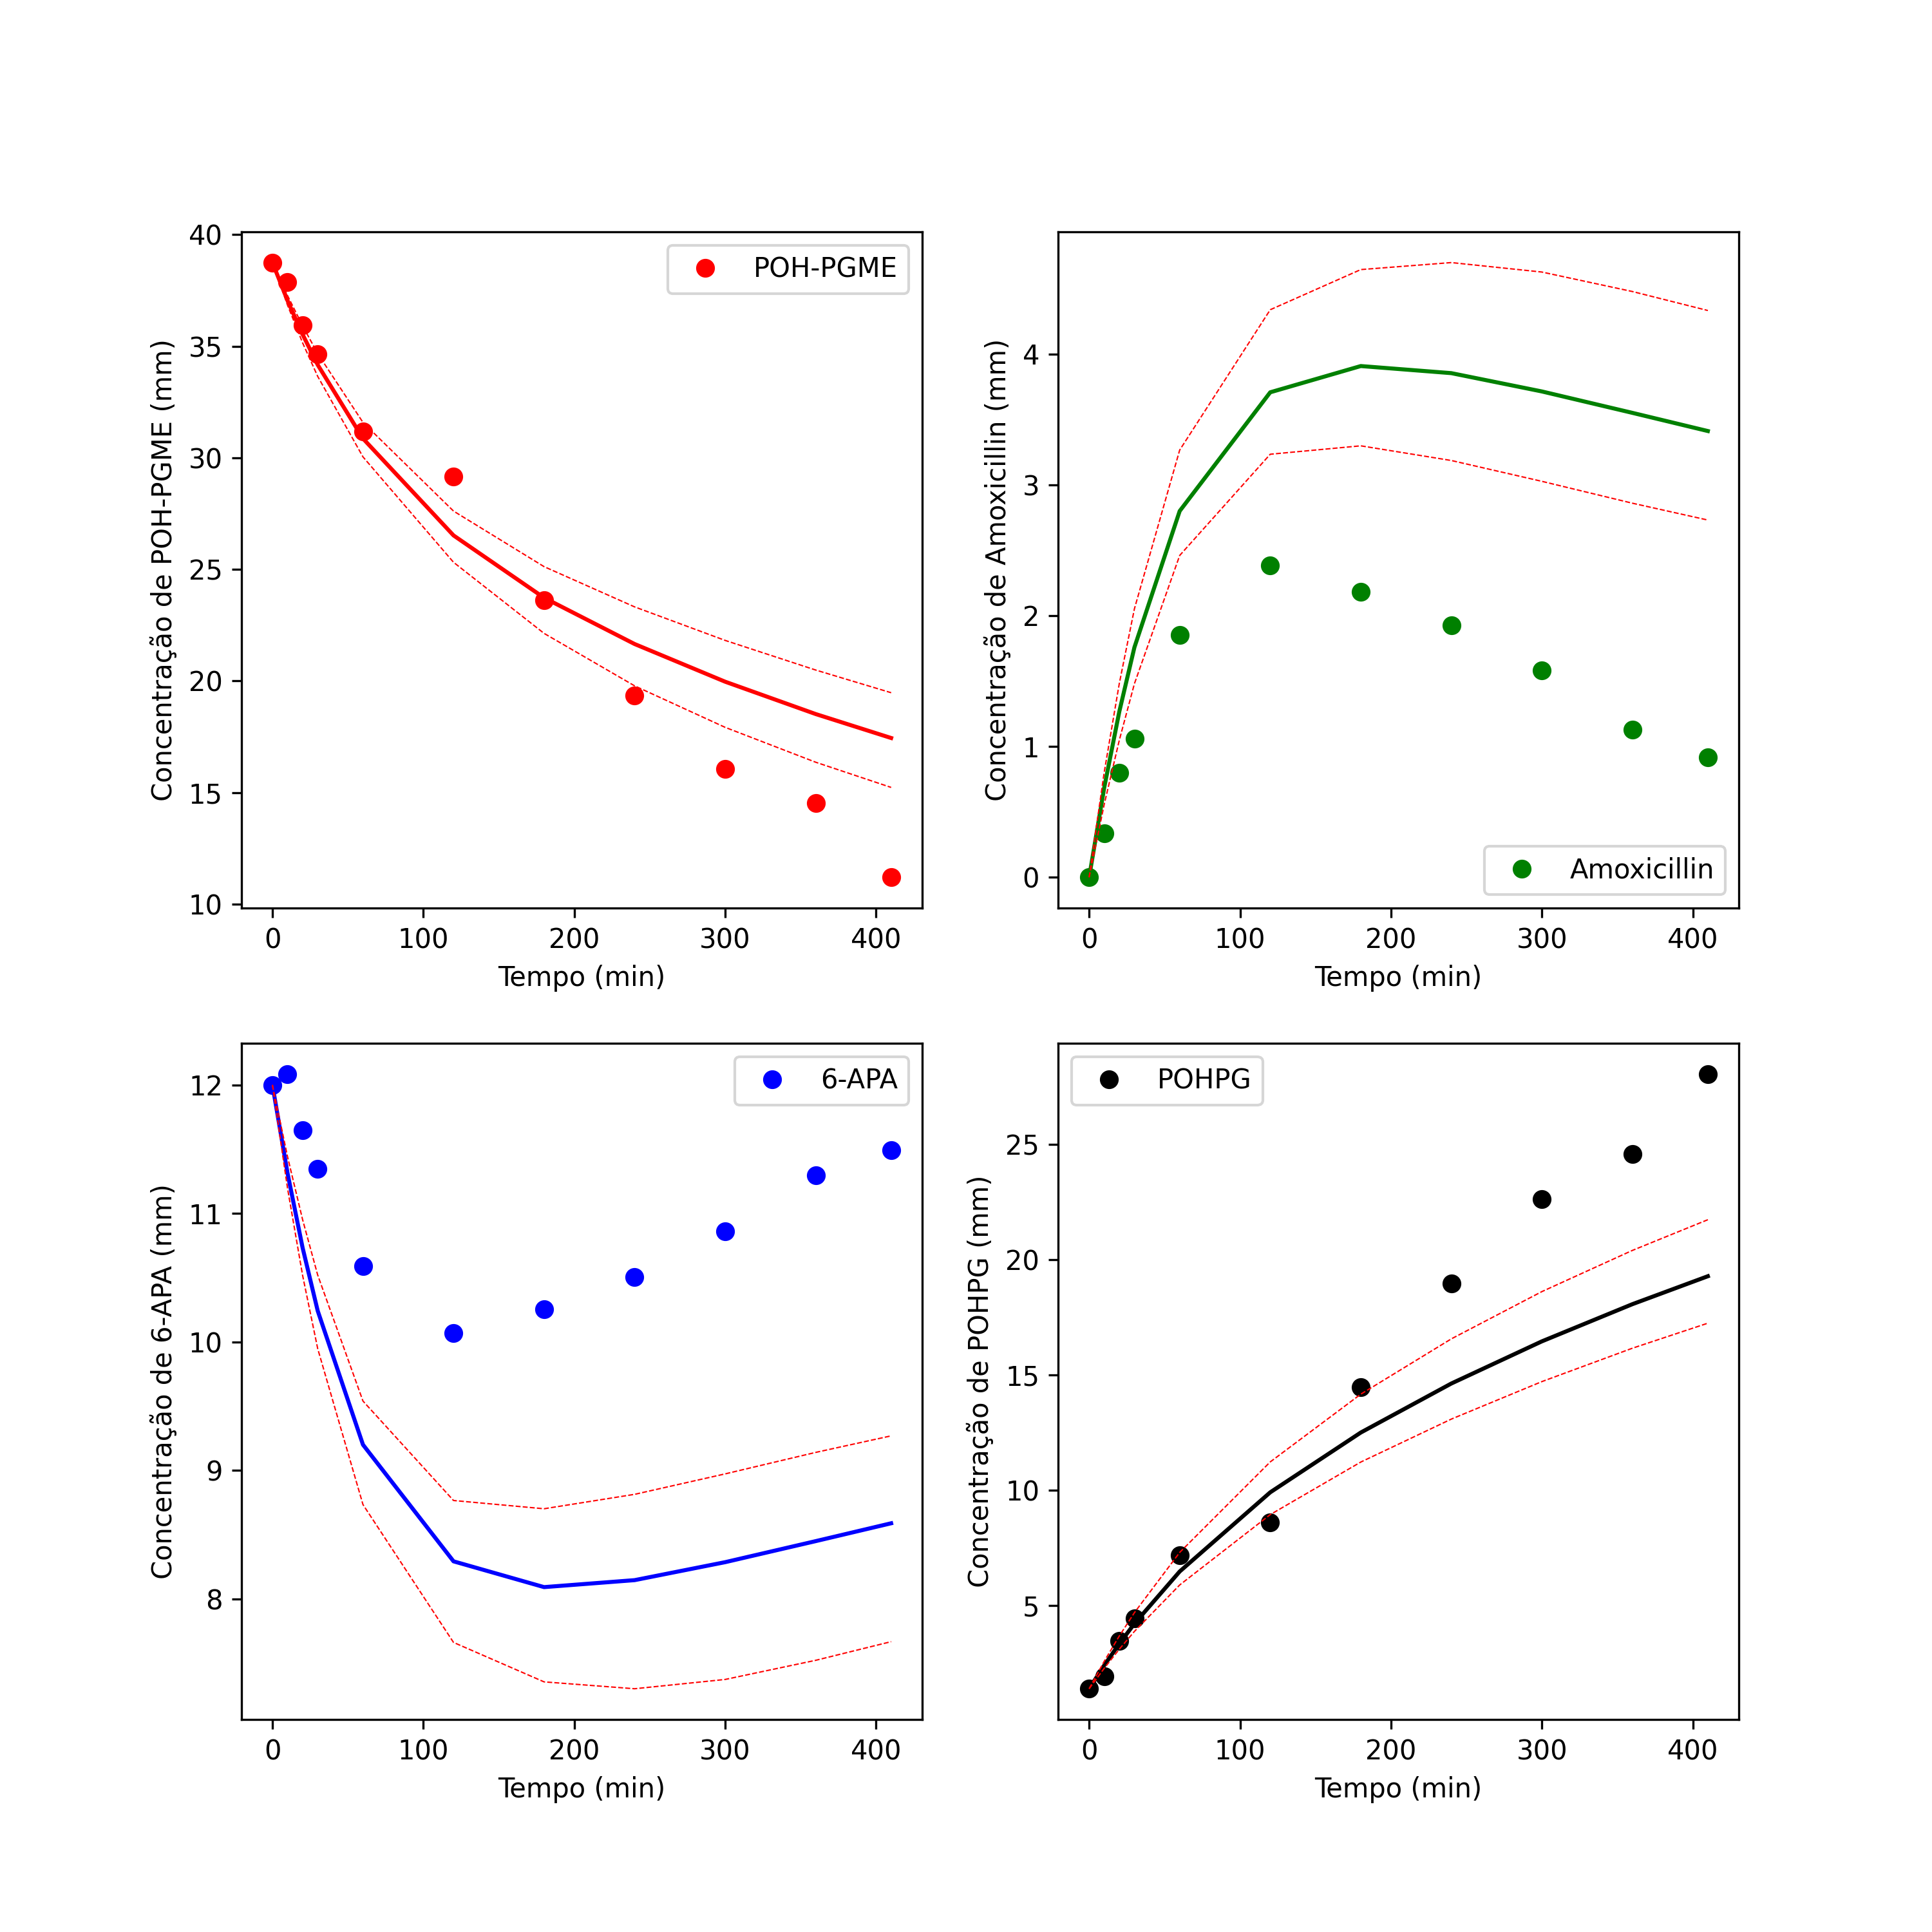 40
35
30
25
20
15
10
Concentração de POH-PGME (mm)
POH-PGME
0 100 200 300 400
Tempo (min)
4
3
2
1
0
Concentração de Amoxicillin (mm)
Amoxicillin
0 100 200 300 400
Tempo (min)
12
11
10
9
8
Concentração de 6-APA (mm)
6-APA
0 100 200 300 400
Tempo (min)
25
20
15
10
5
Concentração de POHPG (mm)
POHPG
0 100 200 300 400
Tempo (min)